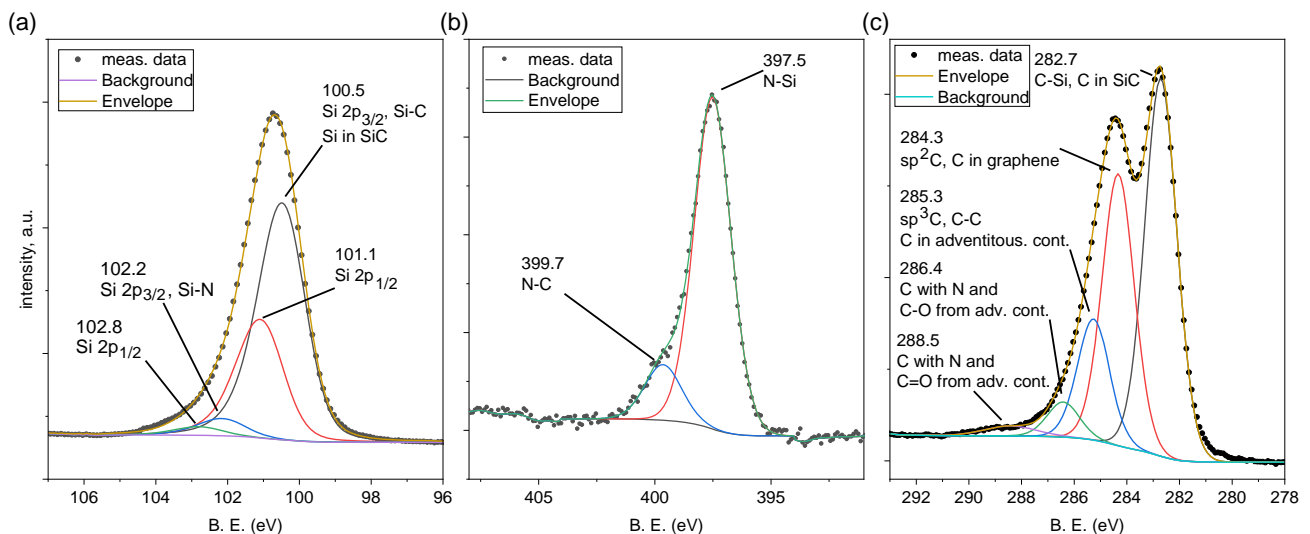 (a)
meas. data
Background
Envelope
100.5
Si 2p3/2, Si-C
Si in SiC
101.1
Si 2p1/2
102.2
Si 2p3/2, Si-N
102.8
Si 2p1/2
intensity, a.u.
106
104
102
100
98
96
B. E. (eV)
(b)
meas. data
Background
Envelope
397.5
N-Si
399.7
N-C
405
400
395
B. E. (eV)
(c)
meas. data
Envelope
Background
282.7
C-Si, C in SiC
284.3
sp2C, C in graphene
285.3
sp3C, C-C
C in adventitous. cont.
286.4
C with N and
C-O from adv. cont.
288.5
C with N and
C=O from adv. cont.
292
290
288
286
284
282
280
278
B. E. (eV)